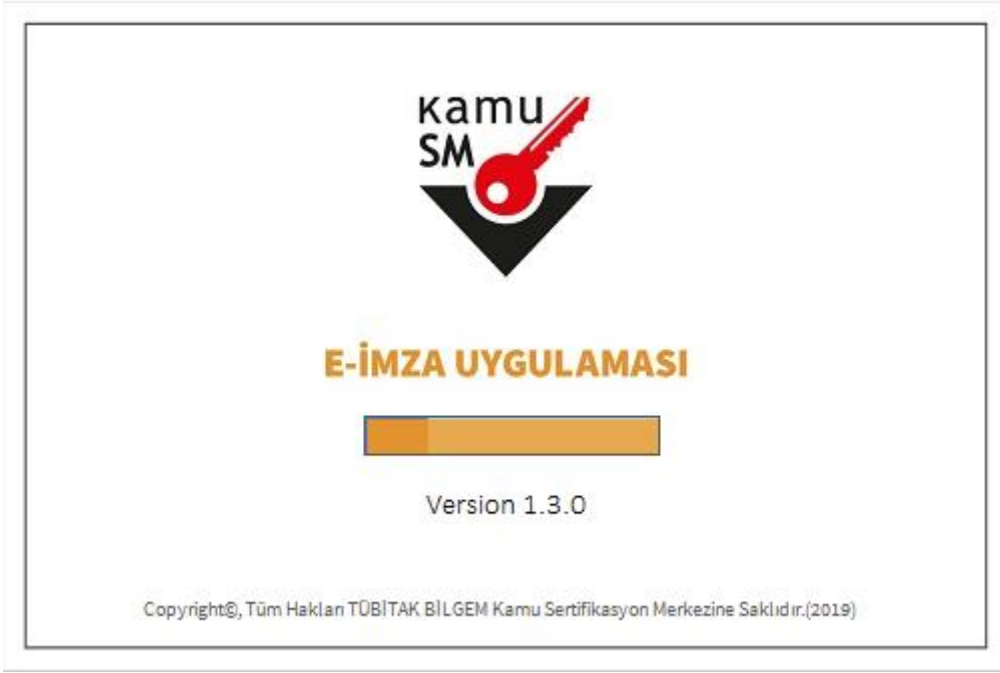 Kamu
SM
E-İMZA UYGULAMASI
Version 1.3.0
Copyright©, Tüm Hakları TÜBİTAK BİLGEM Kamu Sertifikasyon Merkezine Saklıdır.(2019)